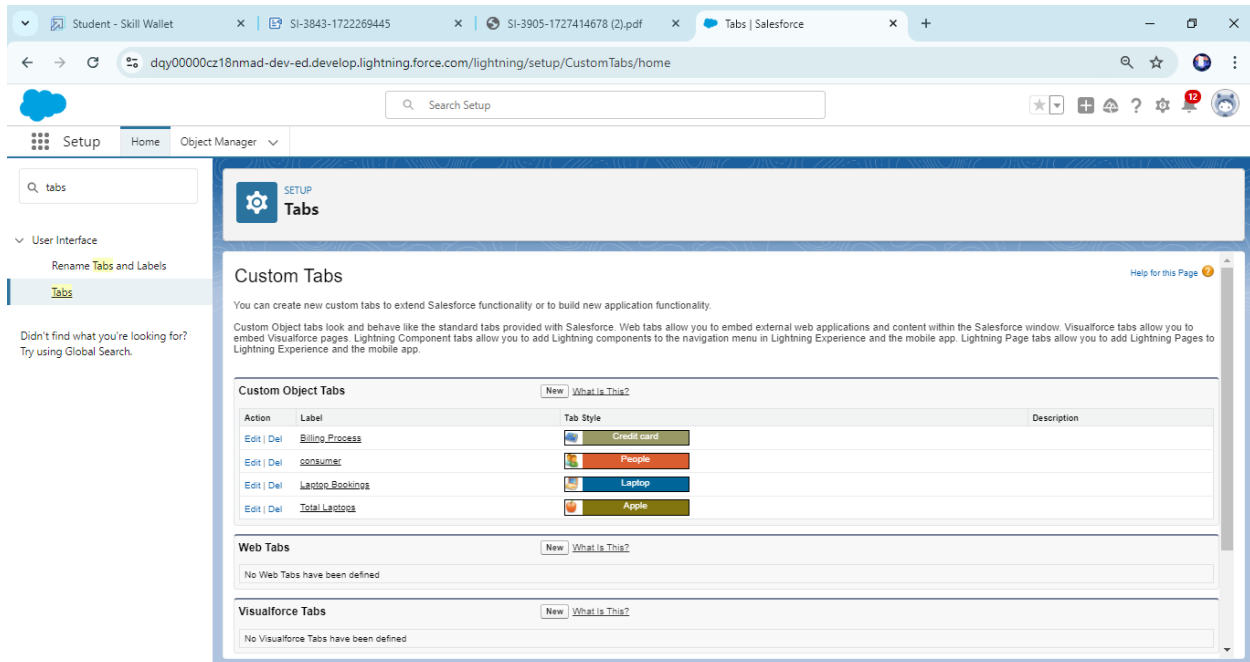 Student - Skill Wallet
SI-3843-1722269445
SI-3905-1727414678 (2).pdf
Tabs | Salesforce
dqy00000cz18nmad-dev-ed.develop.lightning.force.com/lightning/setup/CustomTabs/home
Search Setup
12
Setup
Home
Object Manager
tabs
User Interface
Rename Tabs and Labels
Tabs
Didn't find what you're looking for?
Try using Global Search.
SETUP
Tabs
Custom Tabs
Help for this Page
You can create new custom tabs to extend Salesforce functionality or to build new application functionality.
Custom Object tabs look and behave like the standard tabs provided with Salesforce. Web tabs allow you to embed external web applications and content within the Salesforce window. Visualforce tabs allow you to
embed Visualforce pages. Lightning Component tabs allow you to add Lightning components to the navigation menu in Lightning Experience and the mobile app. Lightning Page tabs allow you to add Lightning Pages to
Lightning Experience and the mobile app.
Custom Object Tabs New What Is This?
Action Label Tab Style Description
Edit | Del Billing Process Credit card
Edit | Del consumer People
Edit | Del Laptop Bookings Laptop
Edit | Del Total Laptops Apple
Web Tabs New What Is This?
No Web Tabs have been defined
Visualforce Tabs New What Is This?
No Visualforce Tabs have been defined